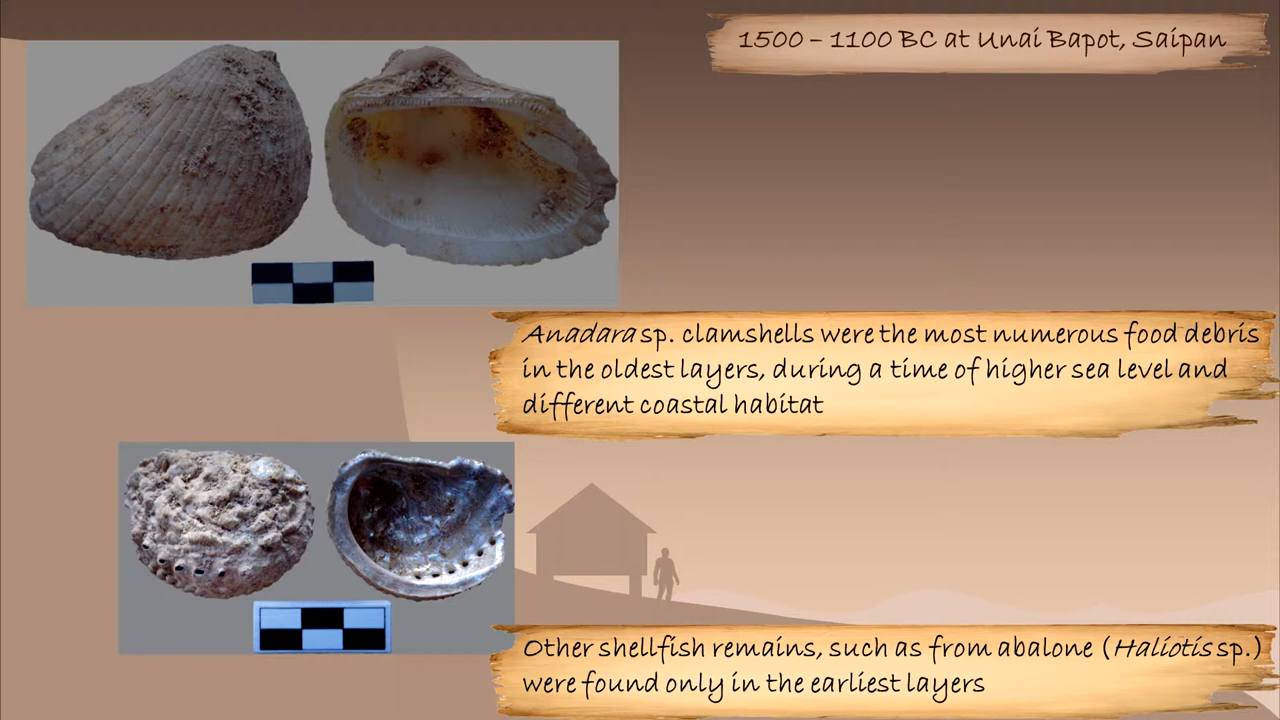 1500 – 1100 BC at Unai Bapot, Saipan
Anadara sp. clamshells were the most numerous food debris
in the oldest layers, during a time of higher sea level and
different coastal habitat
Other shellfish remains, such as from abalone (Haliotis sp.)
were found only in the earliest layers